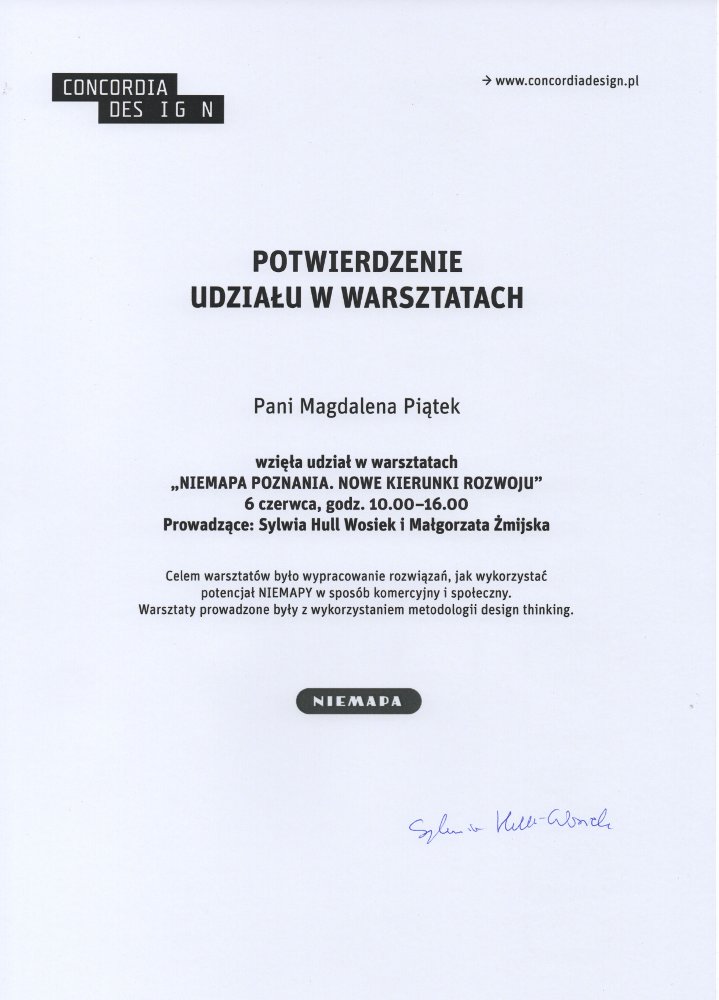 CONCORDIA
DESIGN
→ www.concordiadesign.pl
POTWIERDZENIE
UDZIAŁU W WARSZTATACH
Pani Magdalena Piątek
wzięła udział w warsztatach
„NIEMAPA POZNANIA. NOWE KIERUNKI ROZWOJU”
6 czerwca, godz. 10.00–16.00
Prowadzące: Sylwia Hull Wosiek i Małgorzata Żmijska
Celem warsztatów było wypracowanie rozwiązań, jak wykorzystać
potencjał NIEMAPY w sposób komercyjny i społeczny.
Warsztaty prowadzone były z wykorzystaniem metodologii design thinking.
NIEMAPA
Sylwia Hull-Wosiek